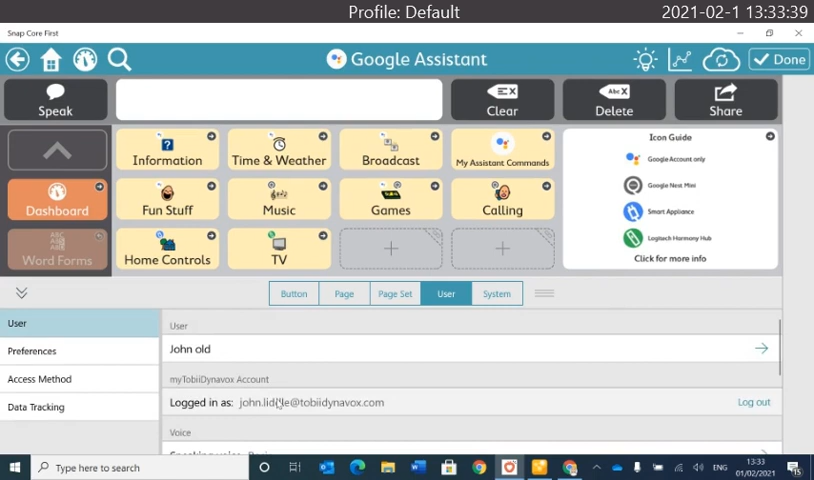 Profile: Default
2021-02-1 13:33:39
Snap Core First
Google Assistant
Done
Speak
Clear
Abc
Delete
Share
Information
Time & Weather
Broadcast
My Assistant Commands
Icon Guide
Google Account only
Google Nest Mini
Smart Appliance
Logitech Harmony Hub
Click for more info
Dashboard
Fun Stuff
Music
Games
Calling
ABC
Word Forms
Home Controls
TV
Button
Page
Page Set
User
System
User
Preferences
Access Method
Data Tracking
User
John old
myTobiiDynavox Account
Logged in as:
Log out
Voice
Type here to search
ENG
13:33
01/02/2021